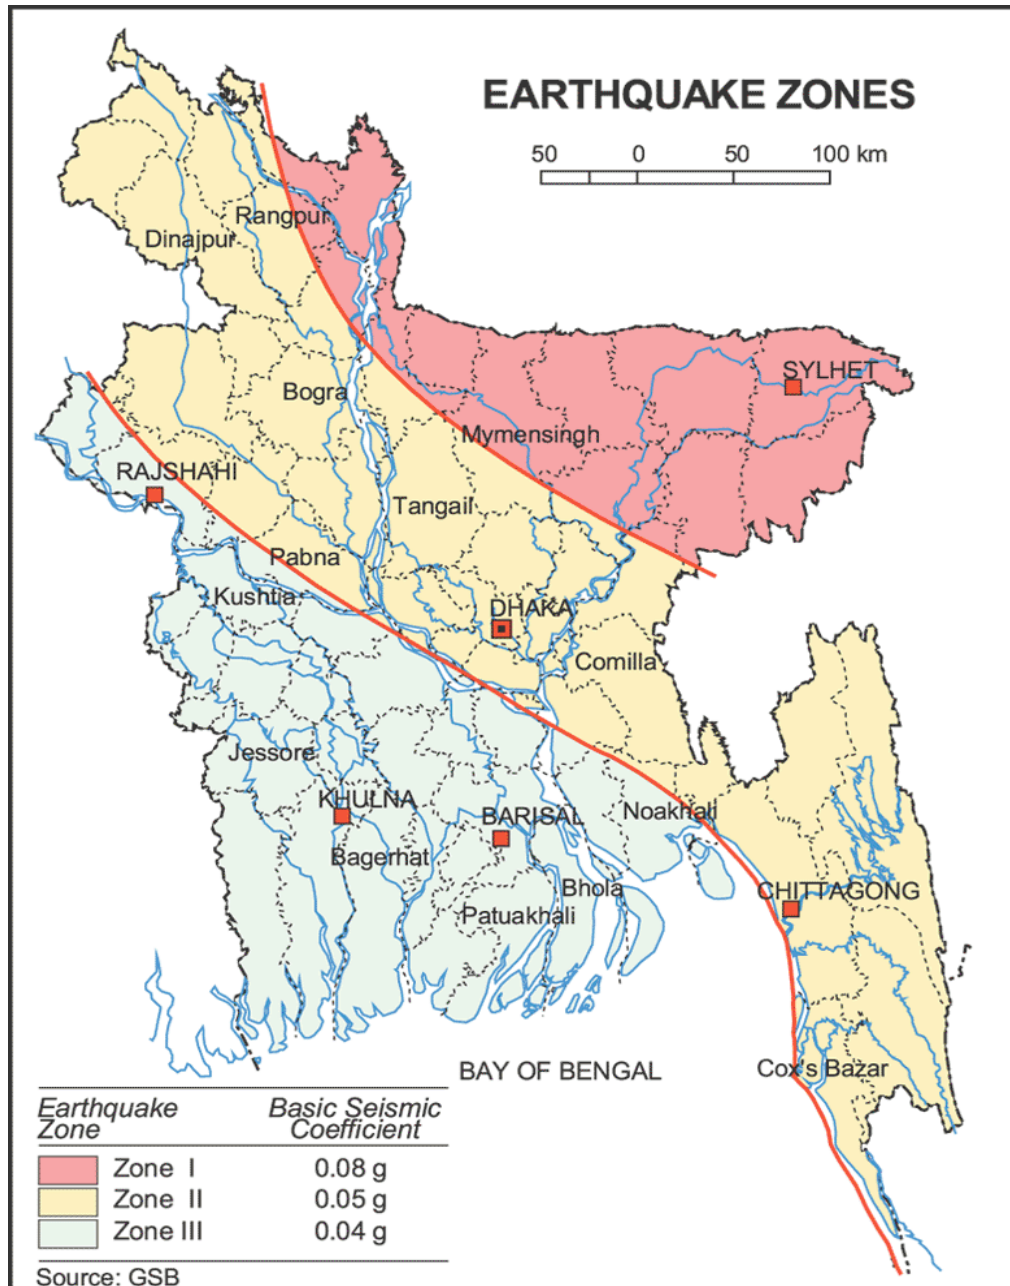 EARTHQUAKE ZONES
50 0 50 100 km
Rangpur
Dinajpur
SYLHET
Bogra
Mymensingh
RAJSHAHI
Tangail
Pabna
Kushtia
DHAKA
Comilla
Jessore
KHULNA
BARISAL
Noakhali
Bagerhat
Bhola
CHITTAGONG
Patuakhali
BAY OF BENGAL
Cox's Bazar
Earthquake Zone
Basic Seismic Coefficient
Zone I 0.08 g
Zone II 0.05 g
Zone III 0.04 g
Source: GSB